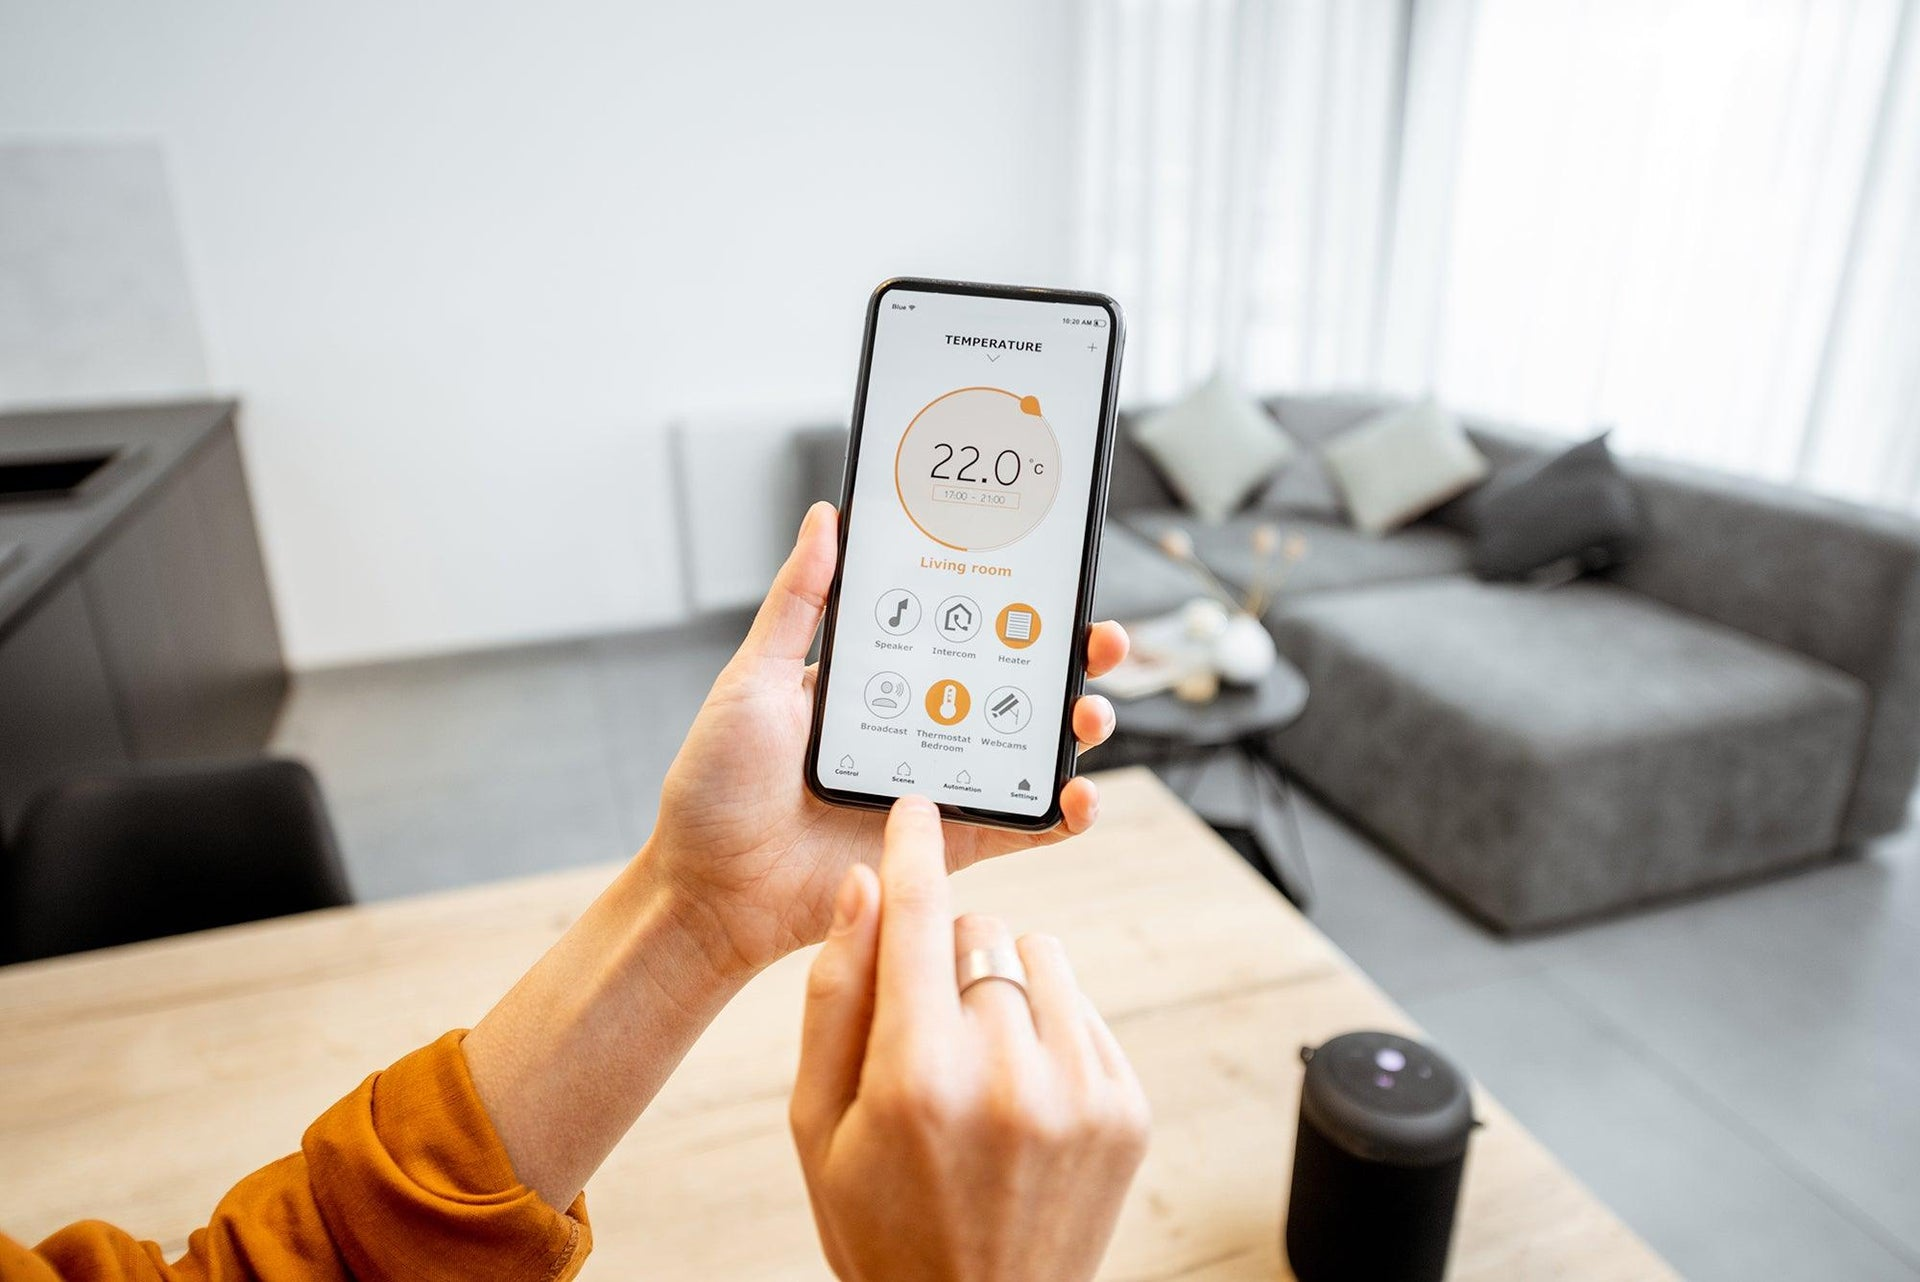 Blue
10:20 AM
TEMPERATURE
+
22.0 °C
17:00 - 21:00
Living room
Speaker
Intercom
Heater
Broadcast
Thermostat
Bedroom
Webcams
Control
Scenes
Automation
Settings